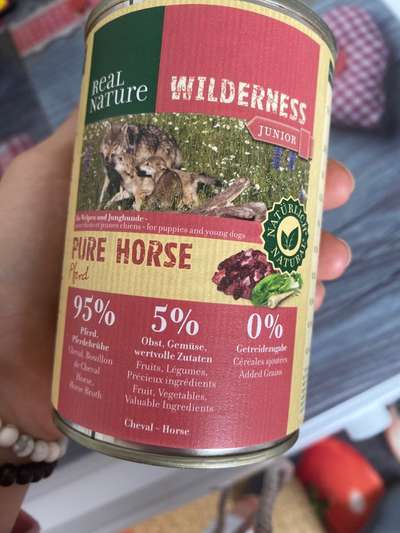 REAL
NATURE
WILDERNESS
JUNIOR
Für Welpen und Junghunde -
jeunes chiens - for puppies and young dogs
NATÜRLICH
NATURAL
PURE HORSE
Pferd
95%
Pferd,
Pferdebrühe
Cheval, Bouillon
de Cheval
Horse,
Horse Broth
5%
Obst, Gemüse,
wertvolle Zutaten
Fruits, Légumes,
Précieux ingrédients
Fruit, Vegetables,
Valuable Ingredients
0%
Getreidezugabe
Céréales ajoutées
Added Grains
Cheval - Horse